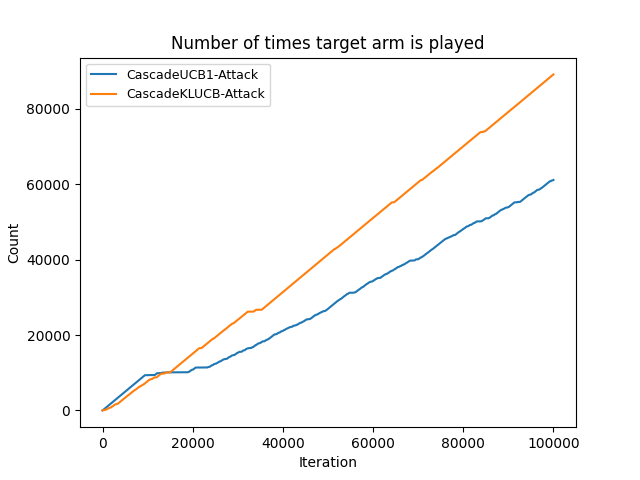 Number of times target arm is played
CascadeUCB1-Attack
CascadeKLUCB-Attack
80000
60000
40000
20000
0
Count
0 20000 40000 60000 80000 100000
Iteration